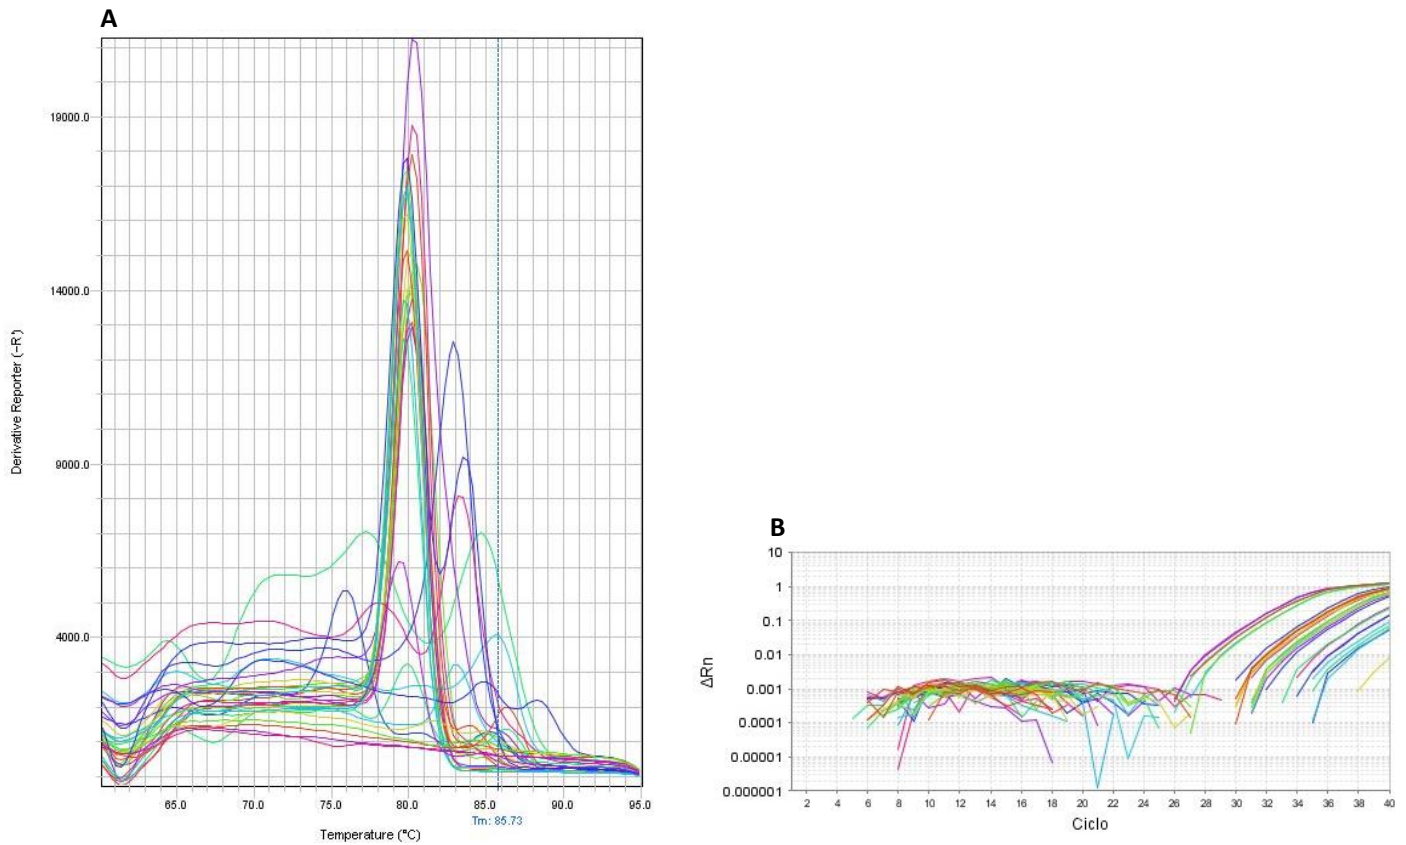 A
19000.0
14000.0
9000.0
4000.0
Derivative Reporter (-R')
65.0 70.0 75.0 80.0 85.0 90.0 95.0
Tm: 85.73
Temperature (°C)
B
10
1
0.1
0.01
0.001
0.0001
0.00001
0.000001
ΔRn
2 4 6 8 10 12 14 16 18 20 22 24 26 28 30 32 34 36 38 40
Ciclo